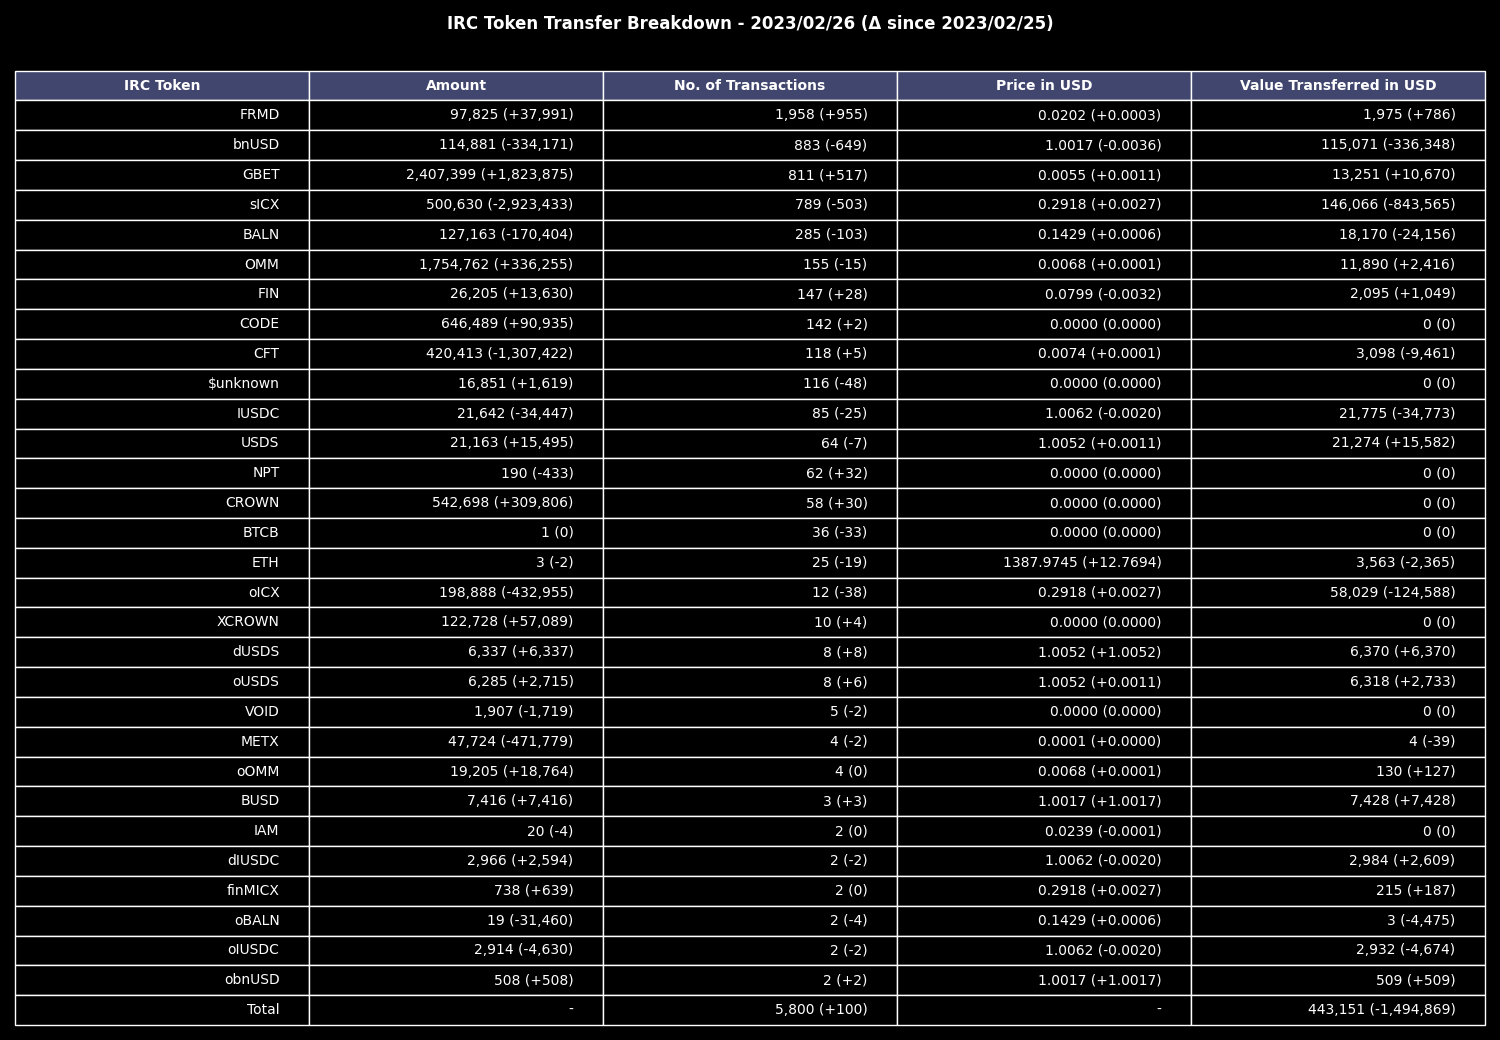 IRC Token Transfer Breakdown - 2023/02/26 (Δ since 2023/02/25)
IRC Token Amount No. of Transactions Price in USD Value Transferred in USD
FRMD 97,825 (+37,991) 1,958 (+955) 0.0202 (+0.0003) 1,975 (+786)
bnUSD 114,881 (-334,171) 883 (-649) 1.0017 (-0.0036) 115,071 (-336,348)
GBET 2,407,399 (+1,823,875) 811 (+517) 0.0055 (+0.0011) 13,251 (+10,670)
sICX 500,630 (-2,923,433) 789 (-503) 0.2918 (+0.0027) 146,066 (-843,565)
BALN 127,163 (-170,404) 285 (-103) 0.1429 (+0.0006) 18,170 (-24,156)
OMM 1,754,762 (+336,255) 155 (-15) 0.0068 (+0.0001) 11,890 (+2,416)
FIN 26,205 (+13,630) 147 (+28) 0.0799 (-0.0032) 2,095 (+1,049)
CODE 646,489 (+90,935) 142 (+2) 0.0000 (0.0000) 0 (0)
CFT 420,413 (-1,307,422) 118 (+5) 0.0074 (+0.0001) 3,098 (-9,461)
$unknown 16,851 (+1,619) 116 (-48) 0.0000 (0.0000) 0 (0)
IUSDC 21,642 (-34,447) 85 (-25) 1.0062 (-0.0020) 21,775 (-34,773)
USDS 21,163 (+15,495) 64 (-7) 1.0052 (+0.0011) 21,274 (+15,582)
NPT 190 (-433) 62 (+32) 0.0000 (0.0000) 0 (0)
CROWN 542,698 (+309,806) 58 (+30) 0.0000 (0.0000) 0 (0)
BTCB 1 (0) 36 (-33) 0.0000 (0.0000) 0 (0)
ETH 3 (-2) 25 (-19) 1387.9745 (+12.7694) 3,563 (-2,365)
oICX 198,888 (-432,955) 12 (-38) 0.2918 (+0.0027) 58,029 (-124,588)
XCROWN 122,728 (+57,089) 10 (+4) 0.0000 (0.0000) 0 (0)
dUSDS 6,337 (+6,337) 8 (+8) 1.0052 (+1.0052) 6,370 (+6,370)
oUSDS 6,285 (+2,715) 8 (+6) 1.0052 (+0.0011) 6,318 (+2,733)
VOID 1,907 (-1,719) 5 (-2) 0.0000 (0.0000) 0 (0)
METX 47,724 (-471,779) 4 (-2) 0.0001 (+0.0000) 4 (-39)
oOMM 19,205 (+18,764) 4 (0) 0.0068 (+0.0001) 130 (+127)
BUSD 7,416 (+7,416) 3 (+3) 1.0017 (+1.0017) 7,428 (+7,428)
IAM 20 (-4) 2 (0) 0.0239 (-0.0001) 0 (0)
dIUSDC 2,966 (+2,594) 2 (-2) 1.0062 (-0.0020) 2,984 (+2,609)
finMICX 738 (+639) 2 (0) 0.2918 (+0.0027) 215 (+187)
oBALN 19 (-31,460) 2 (-4) 0.1429 (+0.0006) 3 (-4,475)
oIUSDC 2,914 (-4,630) 2 (-2) 1.0062 (-0.0020) 2,932 (-4,674)
obnUSD 508 (+508) 2 (+2) 1.0017 (+1.0017) 509 (+509)
Total - 5,800 (+100) - 443,151 (-1,494,869)